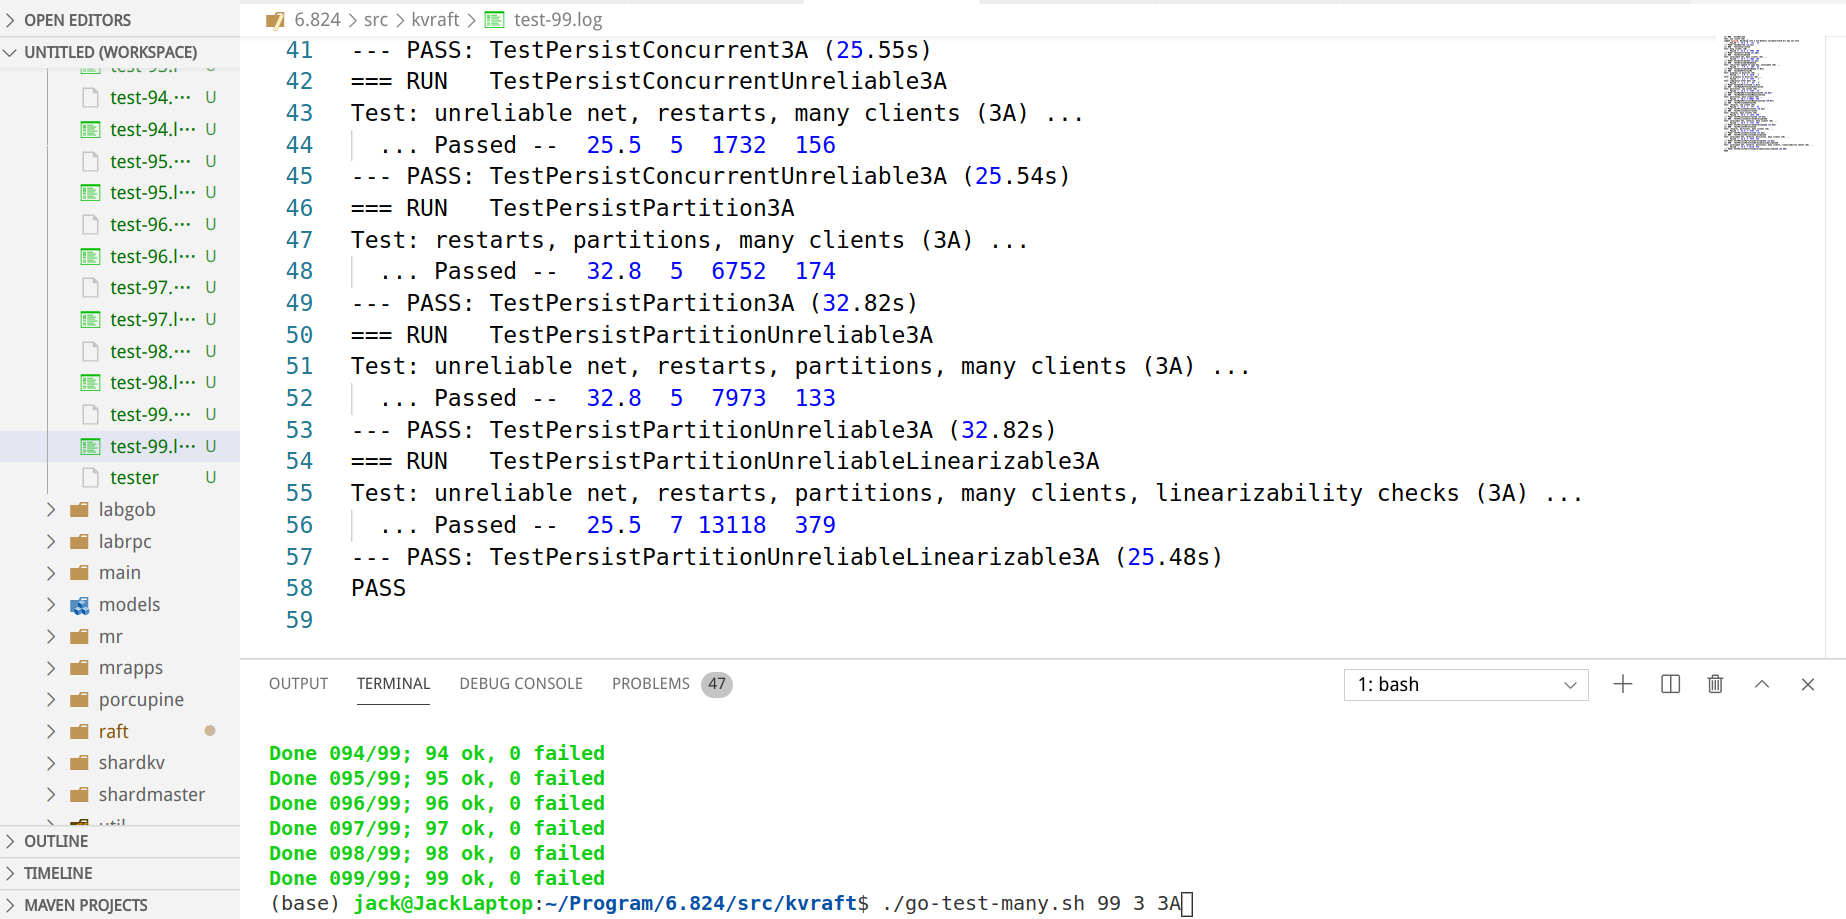 OPEN EDITORS
UNTITLED (WORKSPACE)
test-94.··· U
test-94.l··· U
test-95.··· U
test-95.l··· U
test-96.··· U
test-96.l··· U
test-97.··· U
test-97.l··· U
test-98.··· U
test-98.l··· U
test-99.··· U
test-99.l··· U
tester U
labgob
labrpc
main
models
mr
mrapps
porcupine
raft
shardkv
shardmaster
OUTLINE
TIMELINE
MAVEN PROJECTS
6.824 > src > kvraft > test-99.log
41 --- PASS: TestPersistConcurrent3A (25.55s)
42 === RUN   TestPersistConcurrentUnreliable3A
43 Test: unreliable net, restarts, many clients (3A) ...
44   ... Passed --  25.5  5  1732  156
45 --- PASS: TestPersistConcurrentUnreliable3A (25.54s)
46 === RUN   TestPersistPartition3A
47 Test: restarts, partitions, many clients (3A) ...
48   ... Passed --  32.8  5  6752  174
49 --- PASS: TestPersistPartition3A (32.82s)
50 === RUN   TestPersistPartitionUnreliable3A
51 Test: unreliable net, restarts, partitions, many clients (3A) ...
52   ... Passed --  32.8  5  7973  133
53 --- PASS: TestPersistPartitionUnreliable3A (32.82s)
54 === RUN   TestPersistPartitionUnreliableLinearizable3A
55 Test: unreliable net, restarts, partitions, many clients, linearizability checks (3A) ...
56   ... Passed --  25.5  7 13118  379
57 --- PASS: TestPersistPartitionUnreliableLinearizable3A (25.48s)
58 PASS
59
OUTPUT TERMINAL DEBUG CONSOLE PROBLEMS 47 1: bash
Done 094/99; 94 ok, 0 failed
Done 095/99; 95 ok, 0 failed
Done 096/99; 96 ok, 0 failed
Done 097/99; 97 ok, 0 failed
Done 098/99; 98 ok, 0 failed
Done 099/99; 99 ok, 0 failed
(base) jack@JackLaptop:~/Program/6.824/src/kvraft$ ./go-test-many.sh 99 3 3A